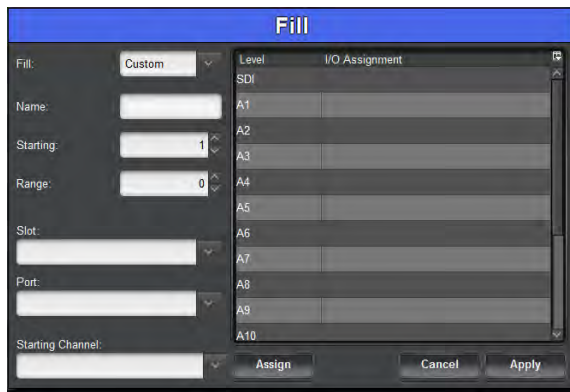 Fill
Fill: Custom
Name:
Starting: 1
Range: 0
Slot:
Port:
Starting Channel:
Level I/O Assignment
SDI
A1
A2
A3
A4
A5
A6
A7
A8
A9
A10
Assign Cancel Apply